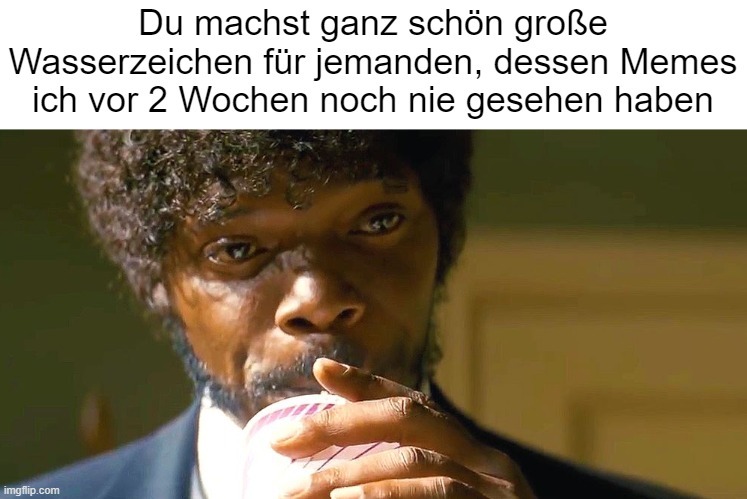 Du machst ganz schön große
Wasserzeichen für jemanden, dessen Memes
ich vor 2 Wochen noch nie gesehen haben
imgflip.com